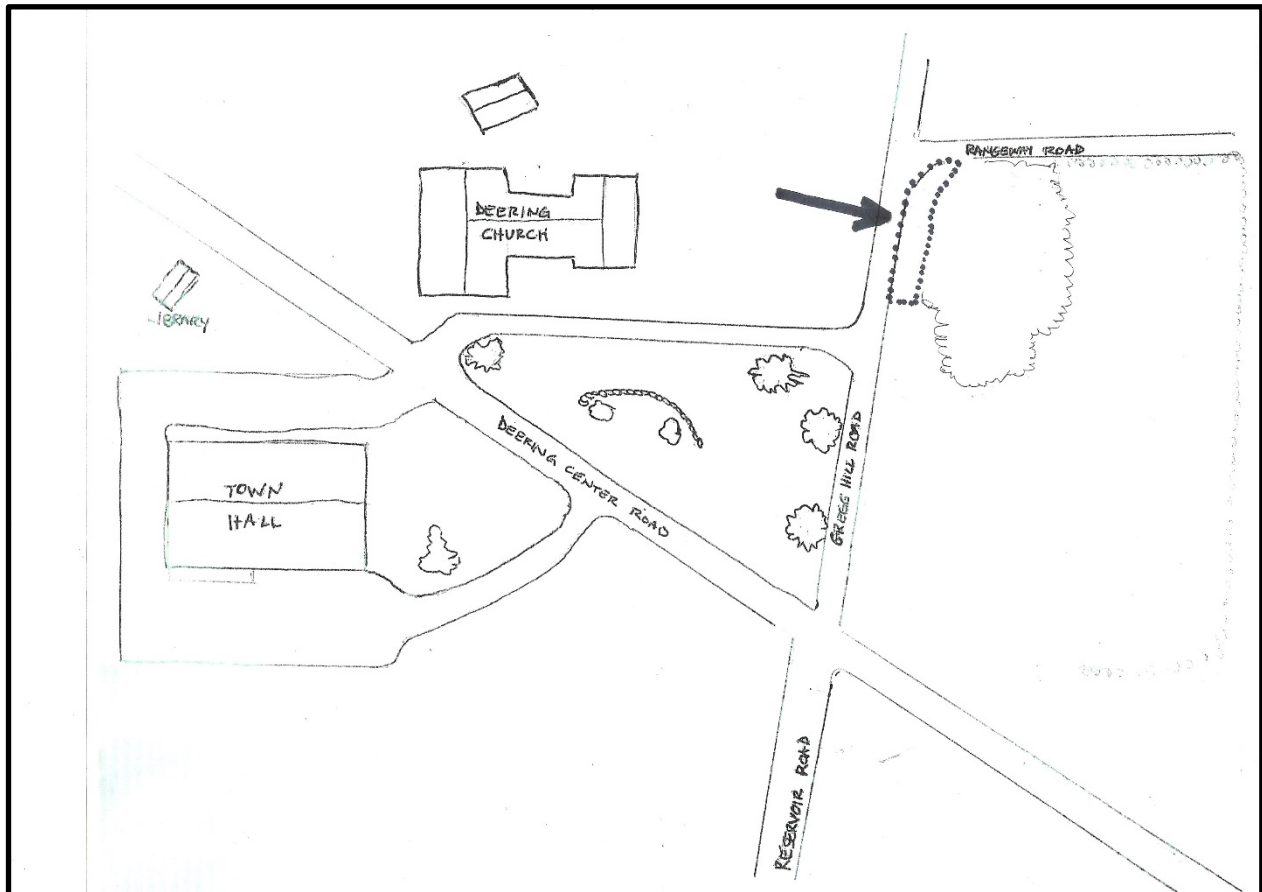 RANGEWAY ROAD
DEERING
CHURCH
LIBRARY
DEERING CENTER ROAD
GREGG HILL ROAD
TOWN
HALL
RESERVOIR ROAD